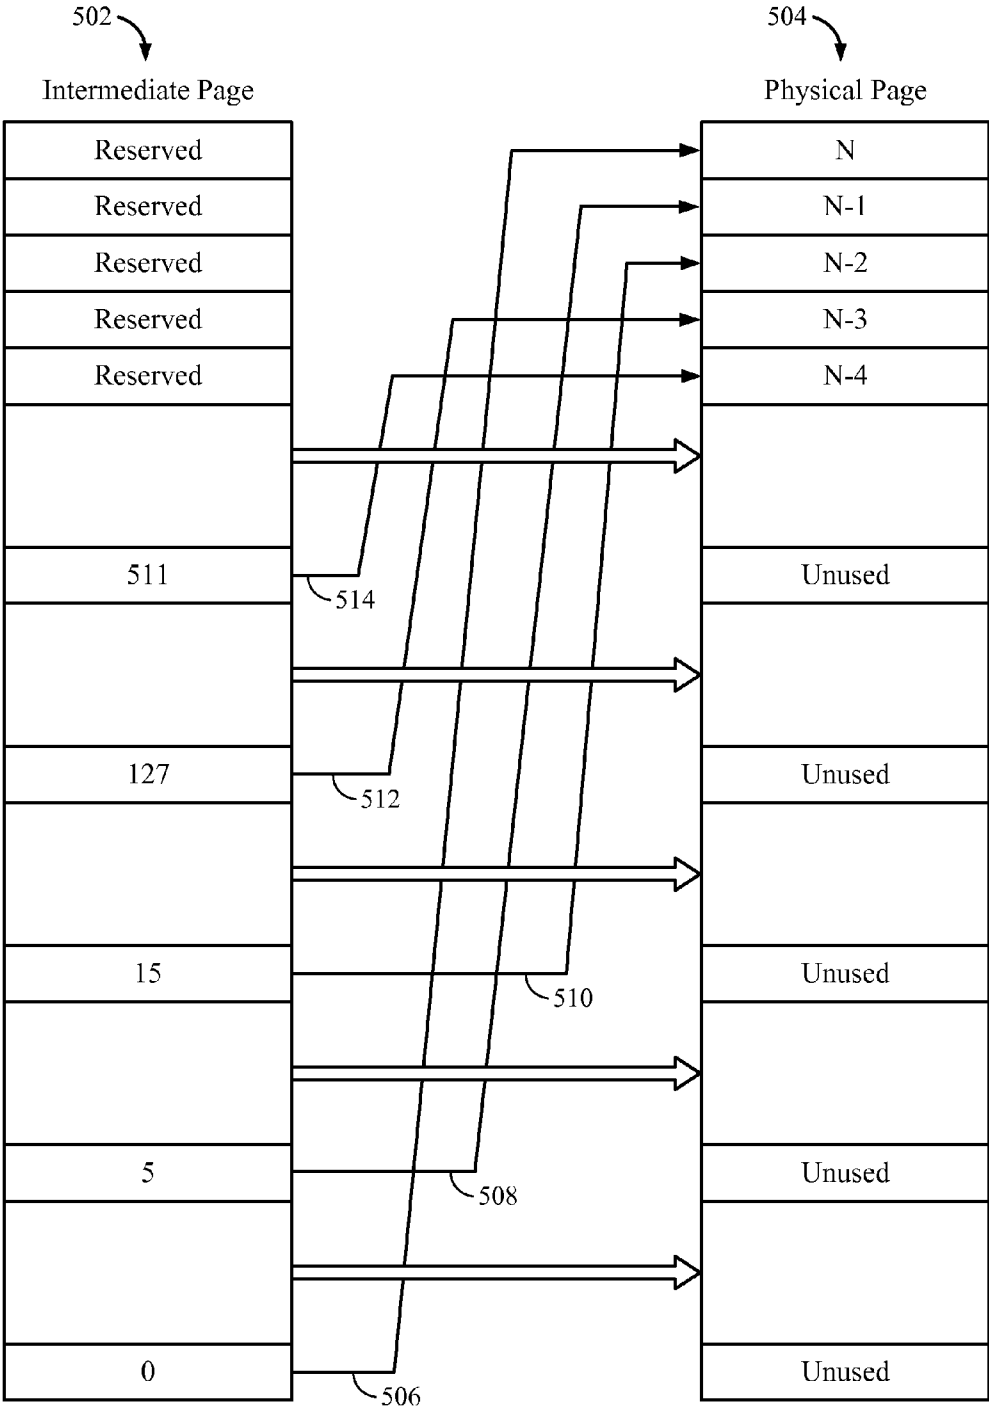 502
504
Intermediate Page
Physical Page
Reserved
N
Reserved
N-1
Reserved
N-2
Reserved
N-3
Reserved
N-4
511
Unused
514
127
Unused
512
15
Unused
510
5
Unused
508
0
Unused
506